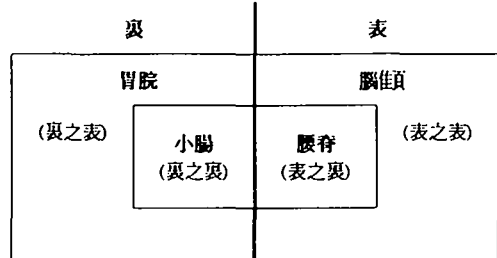 裏 表
胃脘 腦顀
(裏之表) (表之表)
小腸 腰脊
(裏之裏) (表之裏)